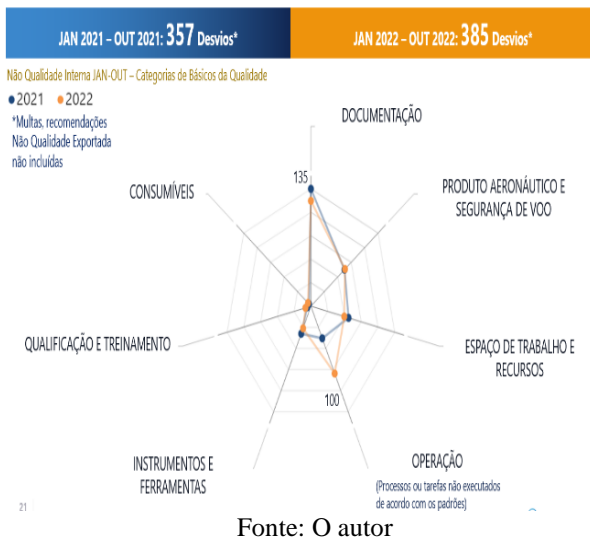 JAN 2021 – OUT 2021: 357 Desvios*
JAN 2022 – OUT 2022: 385 Desvios*
Não Qualidade Interna JAN-OUT – Categorias de Básicos da Qualidade
2021 2022
*Multas, recomendações
Não Qualidade Exportada
não incluídas
DOCUMENTAÇÃO
135
CONSUMÍVEIS
PRODUTO AERONÁUTICO E
SEGURANÇA DE VOO
QUALIFICAÇÃO E TREINAMENTO
ESPAÇO DE TRABALHO E
RECURSOS
100
INSTRUMENTOS E
FERRAMENTAS
OPERAÇÃO
(Processos ou tarefas não executados
de acordo com os padrões)
21
Fonte: O autor